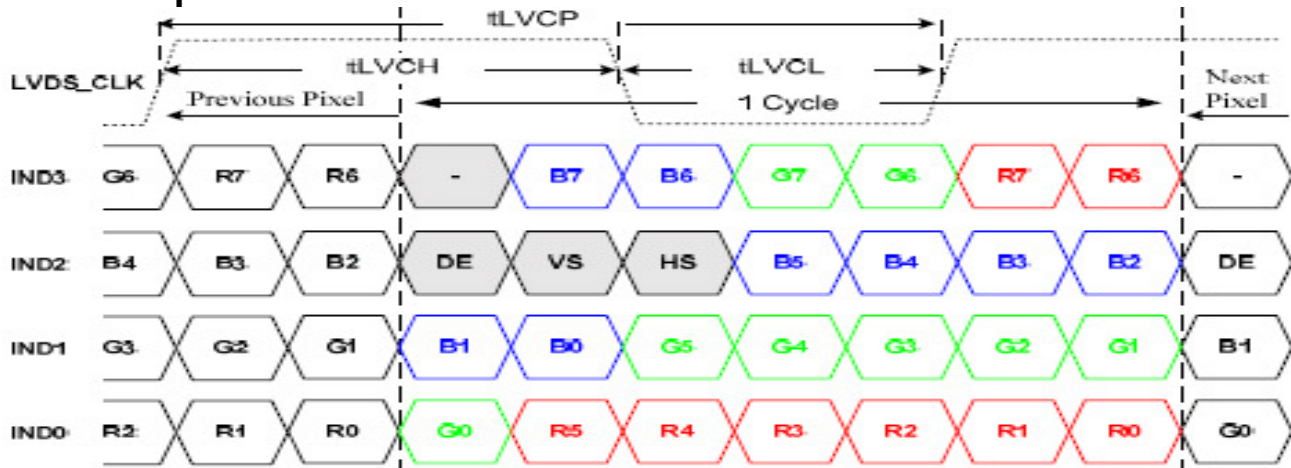 tLVCP
tLVCH tLVCL
LVDS_CLK
Previous Pixel 1 Cycle Next Pixel
IND3 G6 R7 R6 - B7 B6 G7 G6 R7 R6 -
IND2 B4 B3 B2 DE VS HS B5 B4 B3 B2 DE
IND1 G3 G2 G1 B1 B0 G5 G4 G3 G2 G1 B1
IND0 R2 R1 R0 G0 R5 R4 R3 R2 R1 R0 G0